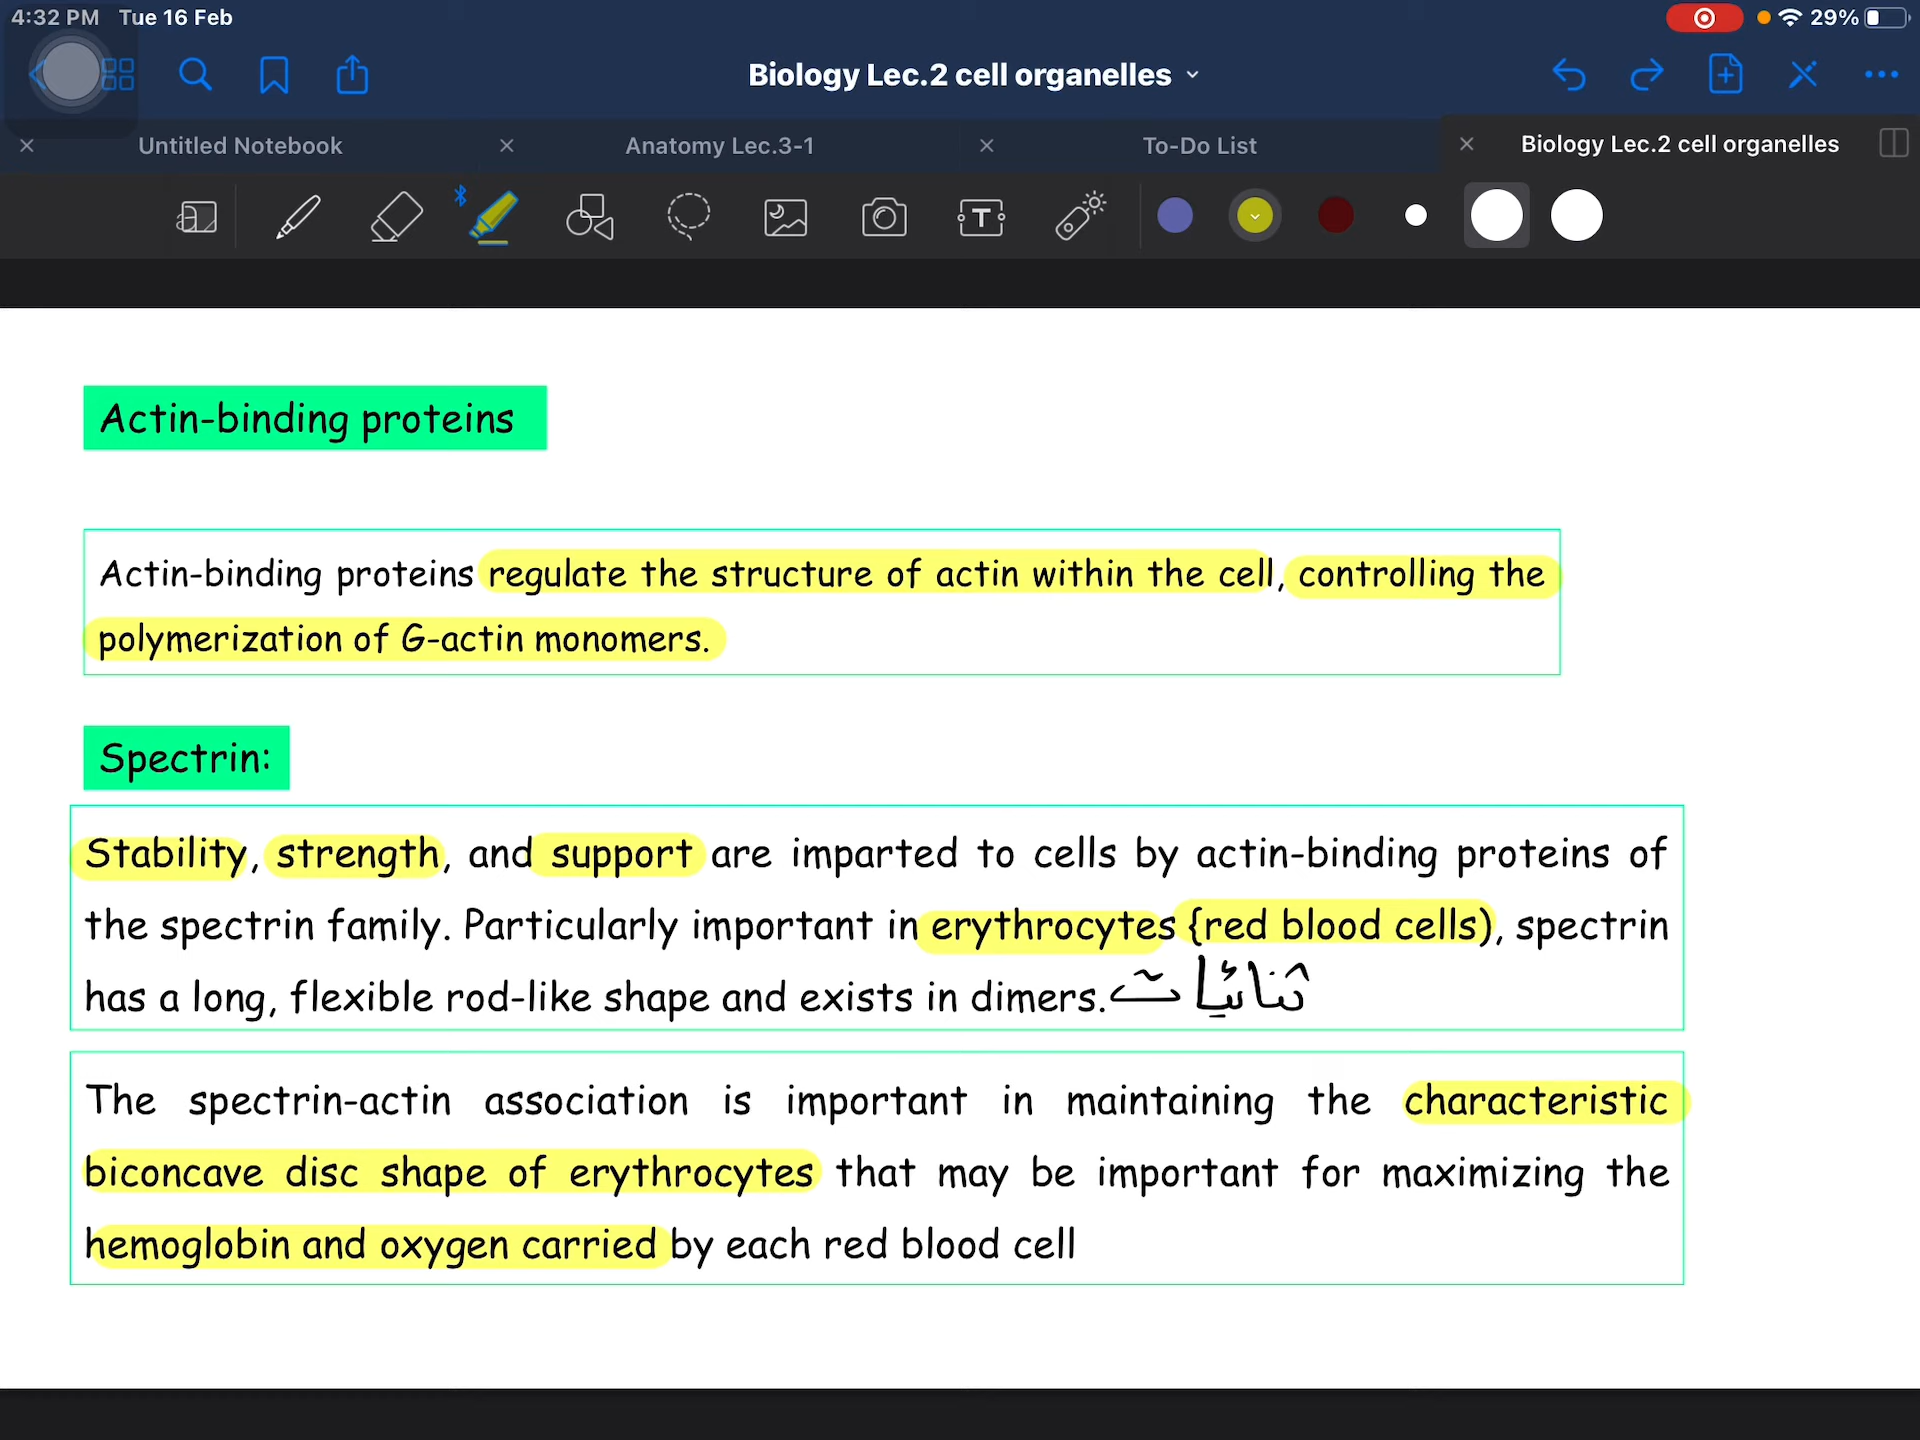 4:32 PM Tue 16 Feb
29%
Biology Lec.2 cell organelles
Untitled Notebook
Anatomy Lec.3-1
To-Do List
Biology Lec.2 cell organelles
Actin-binding proteins
Actin-binding proteins regulate the structure of actin within the cell, controlling the
polymerization of G-actin monomers.
Spectrin:
Stability, strength, and support are imparted to cells by actin-binding proteins of
the spectrin family. Particularly important in erythrocytes {red blood cells), spectrin
has a long, flexible rod-like shape and exists in dimers. ثنائيات
The spectrin-actin association is important in maintaining the characteristic
biconcave disc shape of erythrocytes that may be important for maximizing the
hemoglobin and oxygen carried by each red blood cell